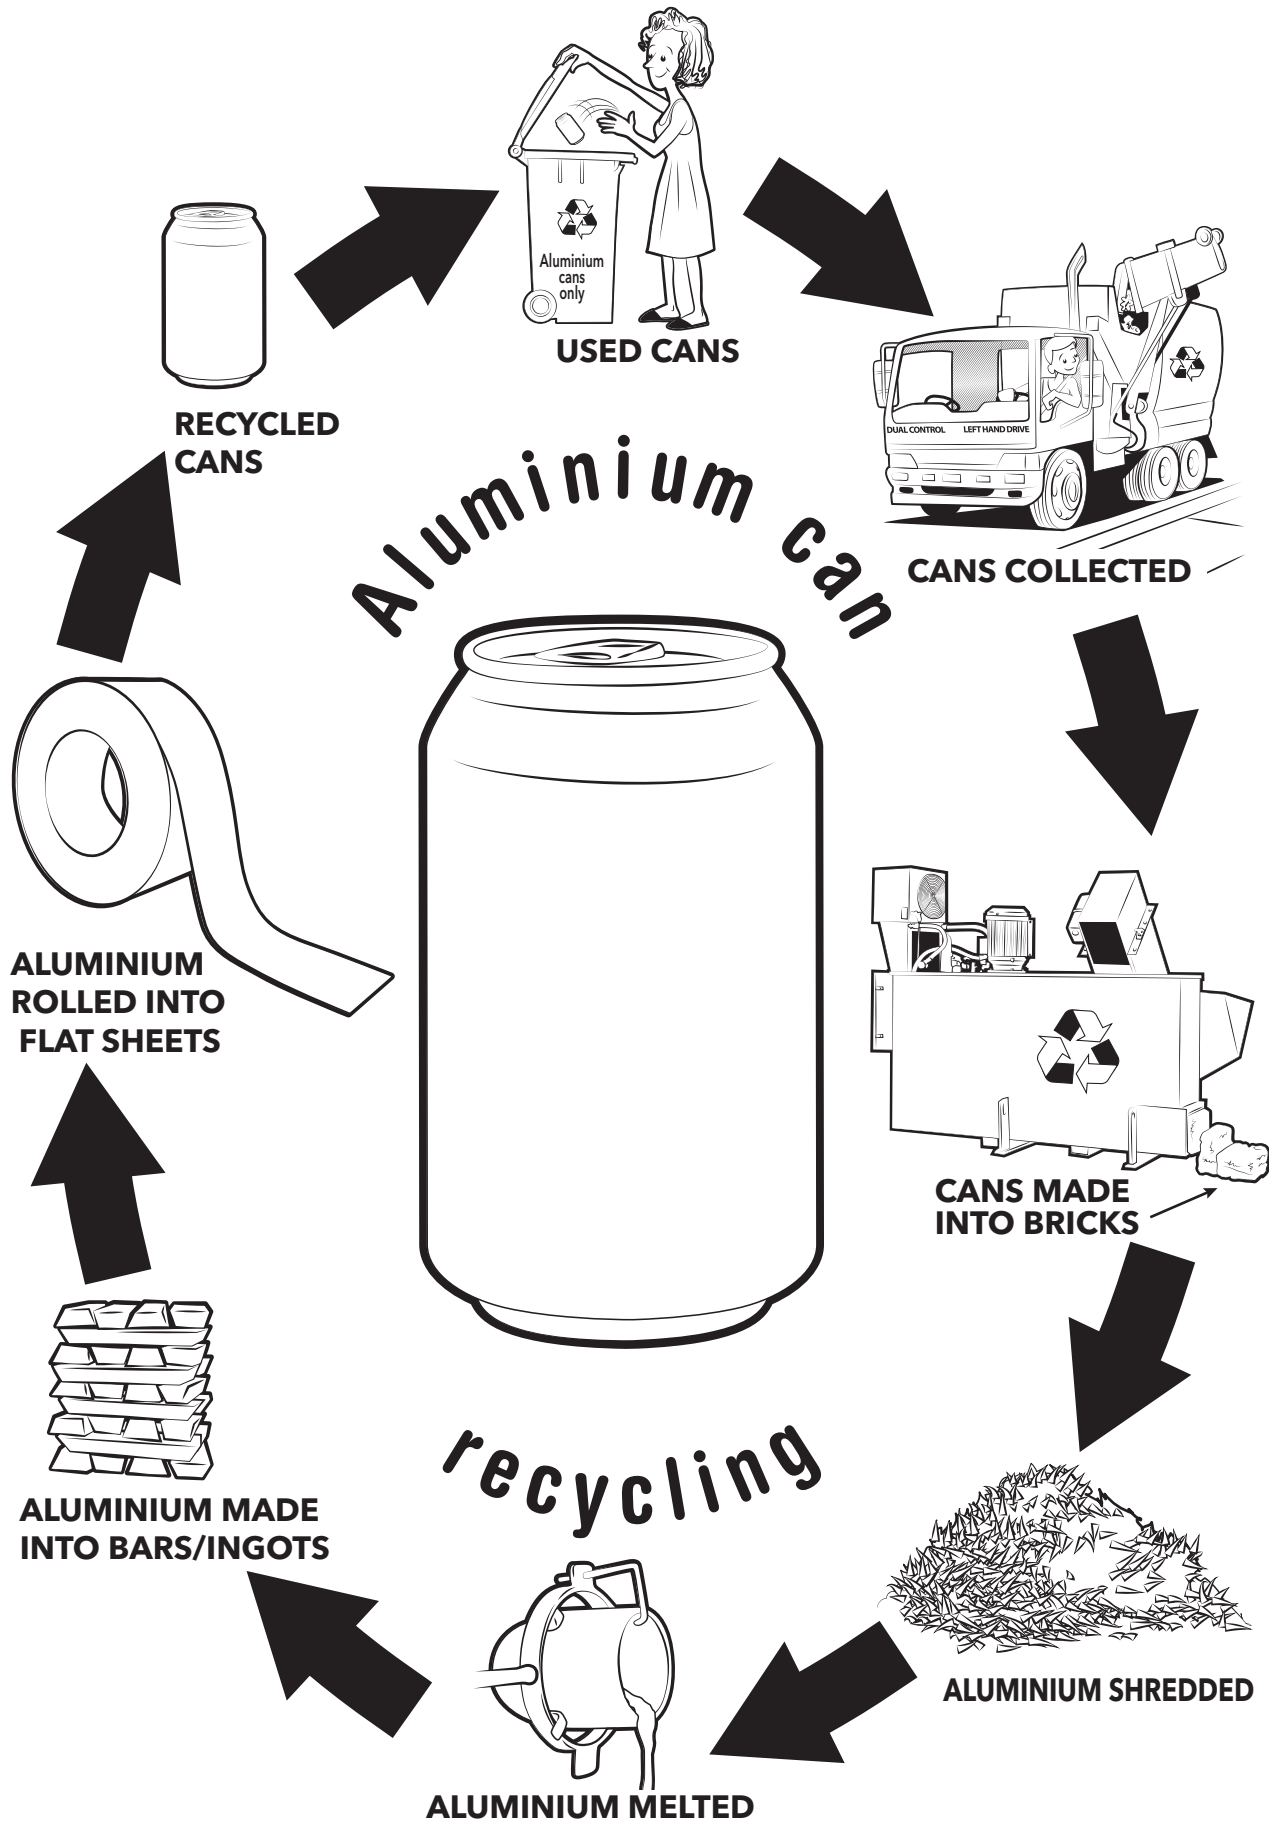 Aluminium
cans
only
USED CANS
DUAL CONTROL LEFT HAND DRIVE
CANS COLLECTED
CANS MADE
INTO BRICKS
ALUMINIUM SHREDDED
ALUMINIUM MELTED
ALUMINIUM MADE
INTO BARS/INGOTS
ALUMINIUM
ROLLED INTO
FLAT SHEETS
RECYCLED
CANS
Aluminium can
recycling